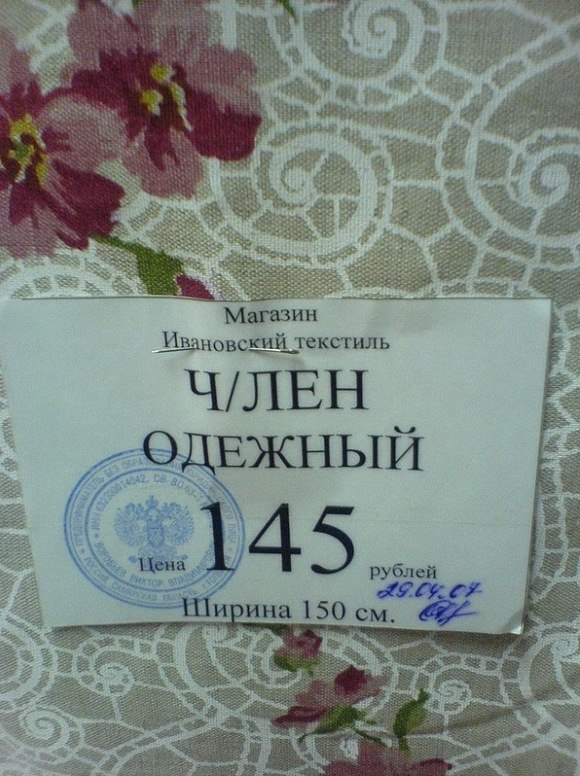 Магазин
Ивановский текстиль
Ч/ЛЕН
ОДЕЖНЫЙ
Цена 145 рублей
29.04.07
Ширина 150 см.